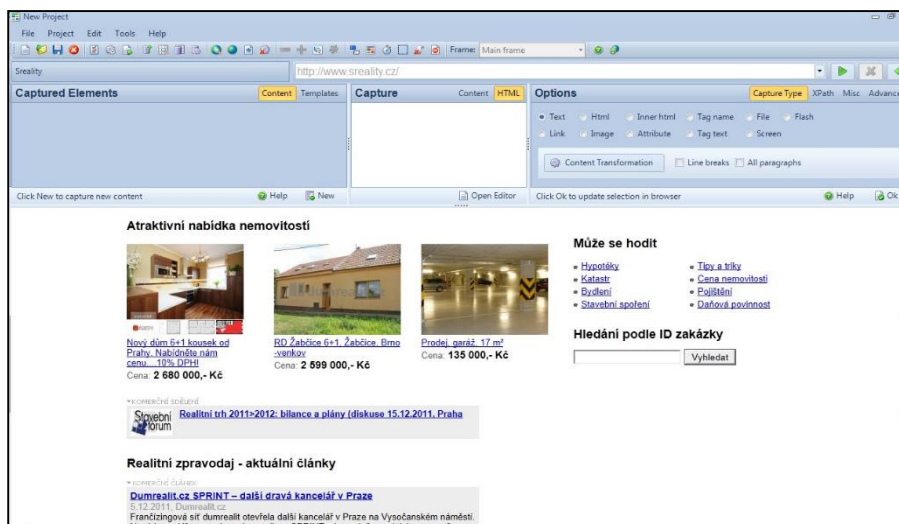 New Project
File Project Edit Tools Help
Frame: Main frame
Sreality
http://www.sreality.cz/
Captured Elements Content Templates
Capture Content HTML
Options Capture Type XPath Misc Advance
Text Html Inner html Tag name File Flash
Link Image Attribute Tag text Screen
Content Transformation Line breaks All paragraphs
Click New to capture new content Help New
Open Editor
Click Ok to update selection in browser Help Ok
Atraktivní nabídka nemovitostí
Nový dům 6+1 kousek od
Prahy. Nabídněte nám
cenu....10% DPH!
Cena: 2 680 000,- Kč
RD Žabčice 6+1, Žabčice, Brno
-venkov
Cena: 2 599 000,- Kč
Prodej, garáž, 17 m²
Cena: 135 000,- Kč
Může se hodit
Hypotéky
Katastr
Bydlení
Stavební spoření
Tipy a triky
Cena nemovitosti
Pojištění
Daňová povinnost
Hledání podle ID zakázky
Vyhledat
KOMERČNÍ SDĚLENÍ
Stavební
forum
Realitní trh 2011>2012: bilance a plány (diskuse 15.12.2011, Praha
Realitní zpravodaj - aktuální články
KOMERČNÍ ČLÁNEK
Dumrealit.cz SPRINT – další dravá kancelář v Praze
5.12.2011, Dumrealit.cz
Frančízingová síť dumrealit otevřela další kancelář v Praze na Vysočanském náměstí.